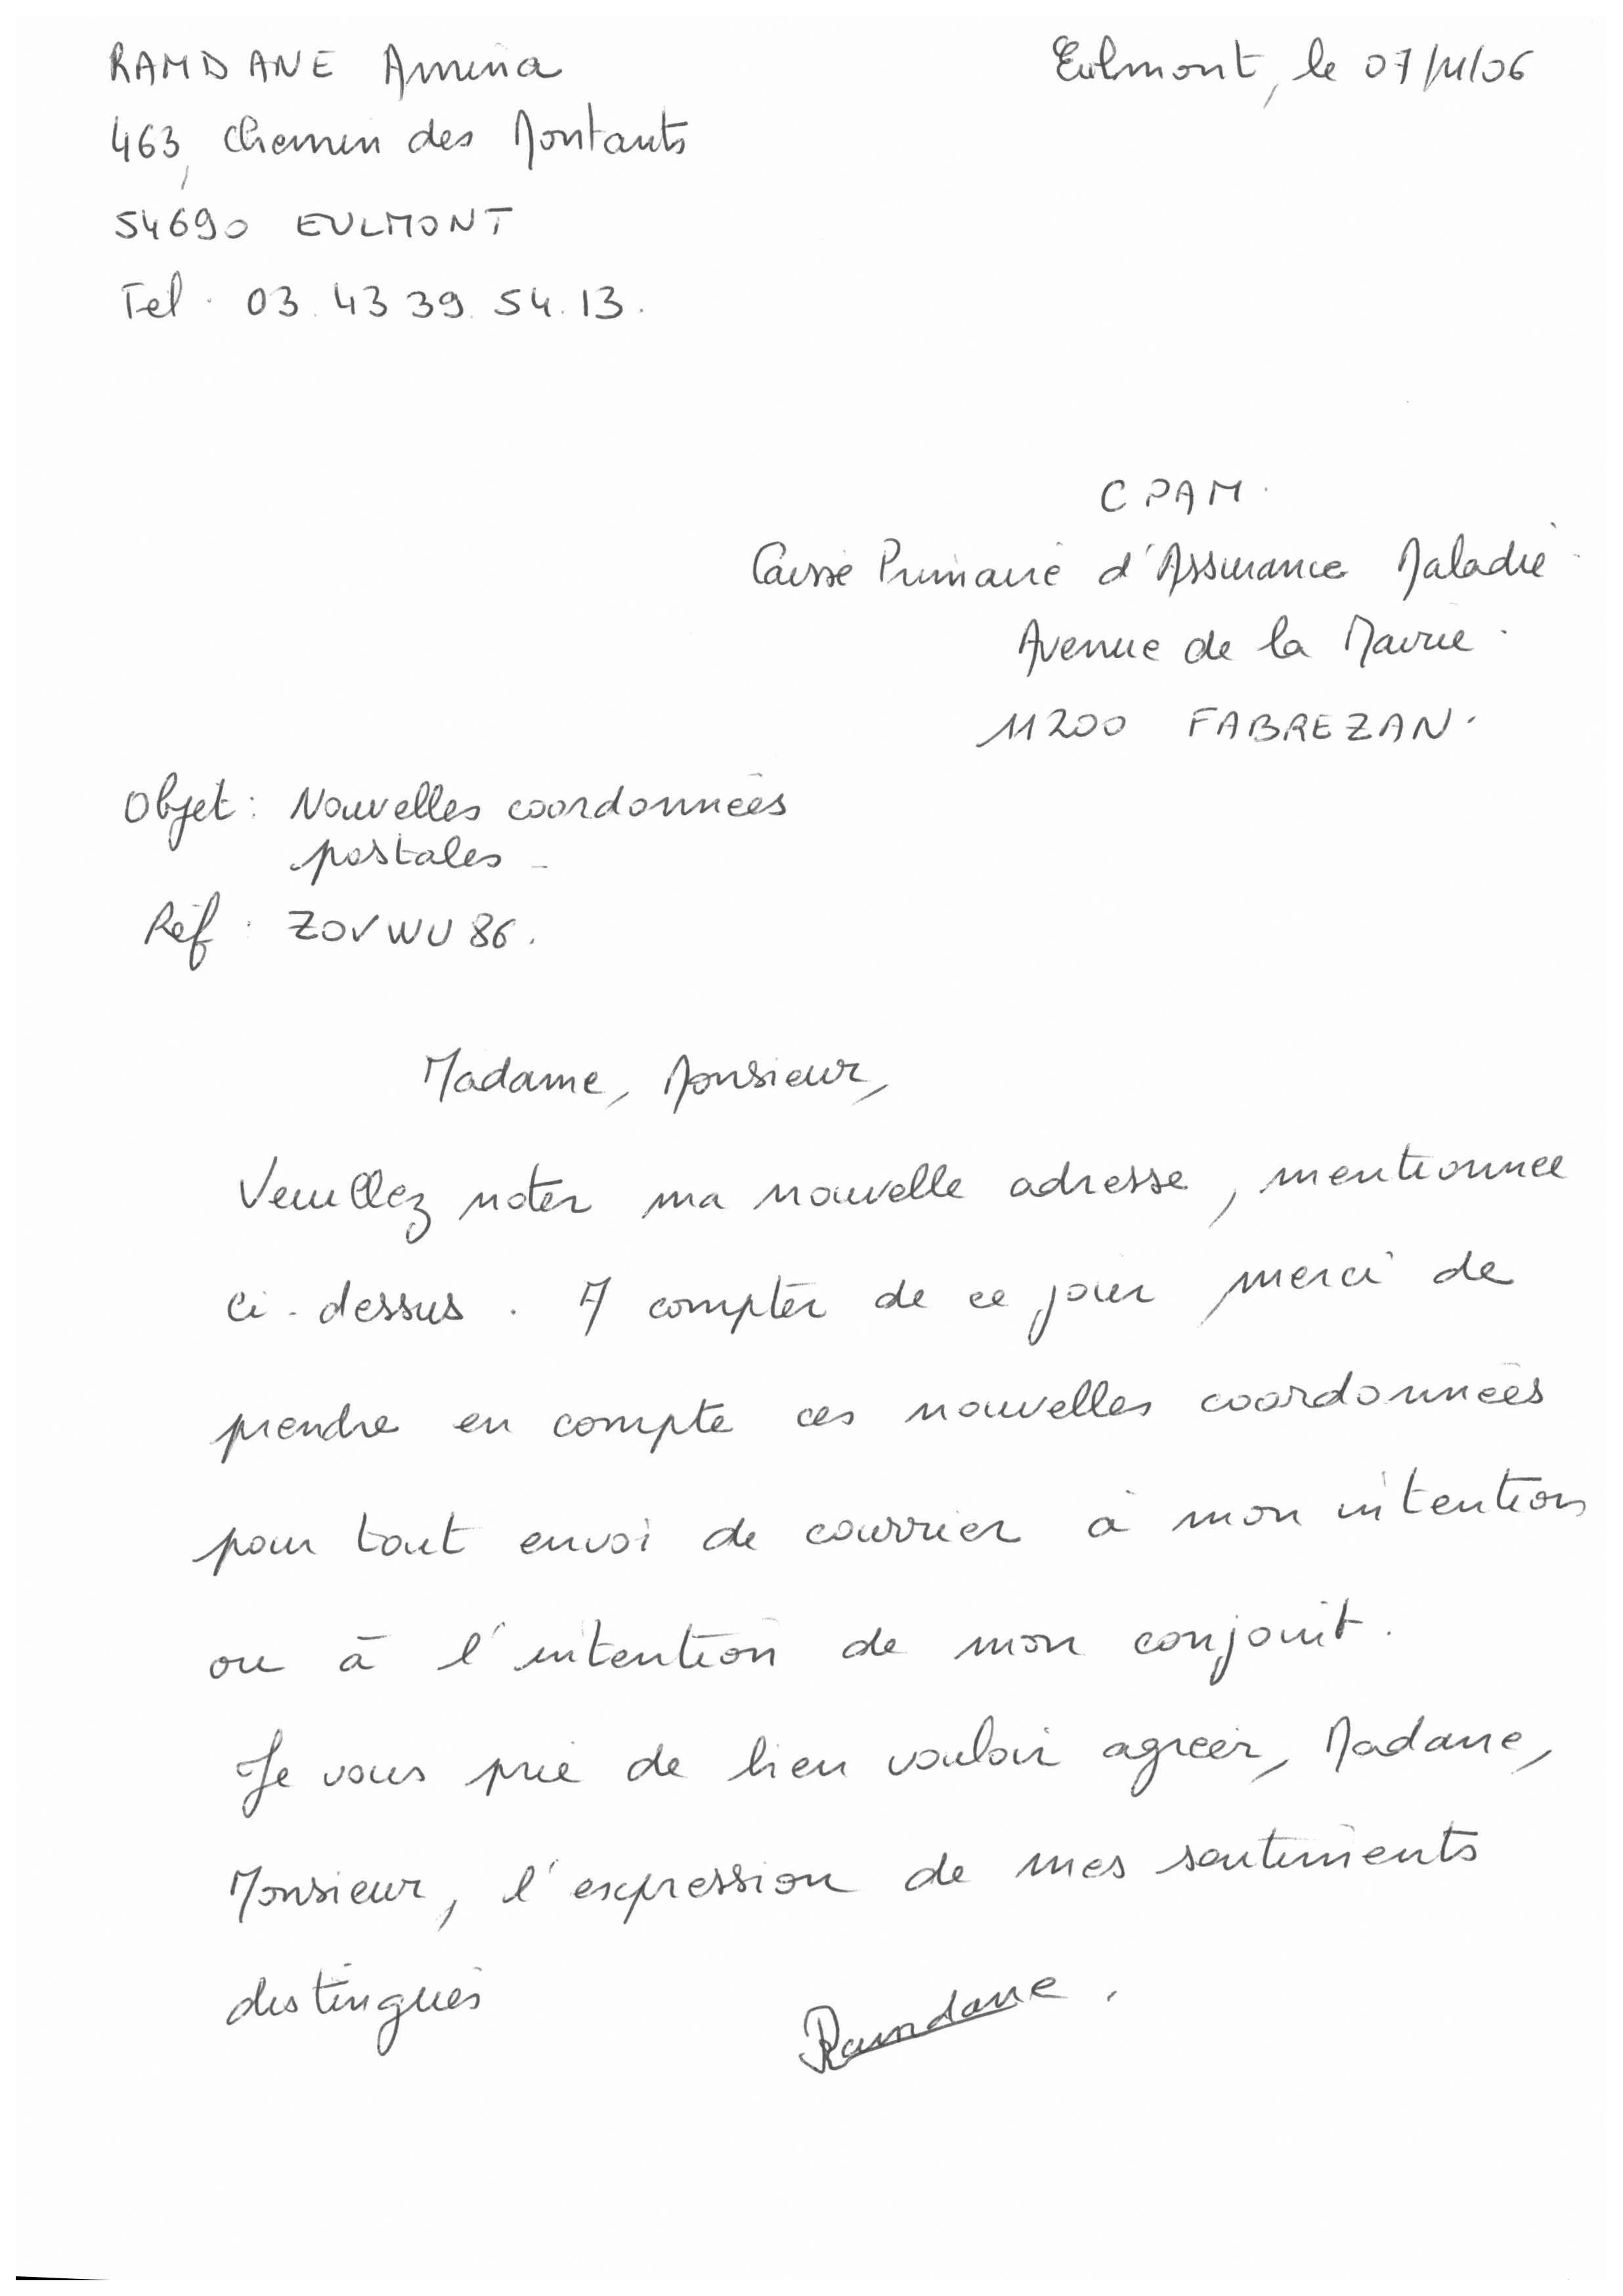 RAMDANE Amina
Eulmont, le 07/11/06
463, Chemin des Montants
54690 EULMONT
Tel. 03.43 39. 54.13.
CPAM.
Caisse Primaire d'Assurance Maladie.
Avenue de la Mairie.
11200 FABREZAN.
Objet : Nouvelles coordonnées
postales -
Réf : ZOVWU86.
Madame, Monsieur,
Veuillez noter ma nouvelle adresse, mentionnee
ci-dessus. A compter de ce jour merci de
prendre en compte ces nouvelles coordonnées
pour tout envoi de courrier à mon intention
ou à l'intention de mon conjoint.
Je vous prie de bien vouloir agreer, Madame,
Monsieur, l'expression de mes sentiments
distingués
Ramdane.